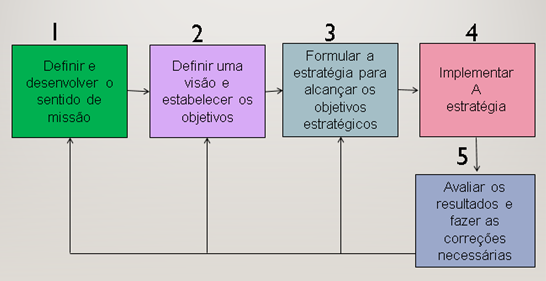 1
Definir e
desenvolver o
sentido de
missão
2
Definir uma
visão e
estabelecer os
objetivos
3
Formular a
estratégia para
alcançar os
objetivos
estratégicos
4
Implementar
A
estratégia
5
Avaliar os
resultados e
fazer as
correções
necessárias